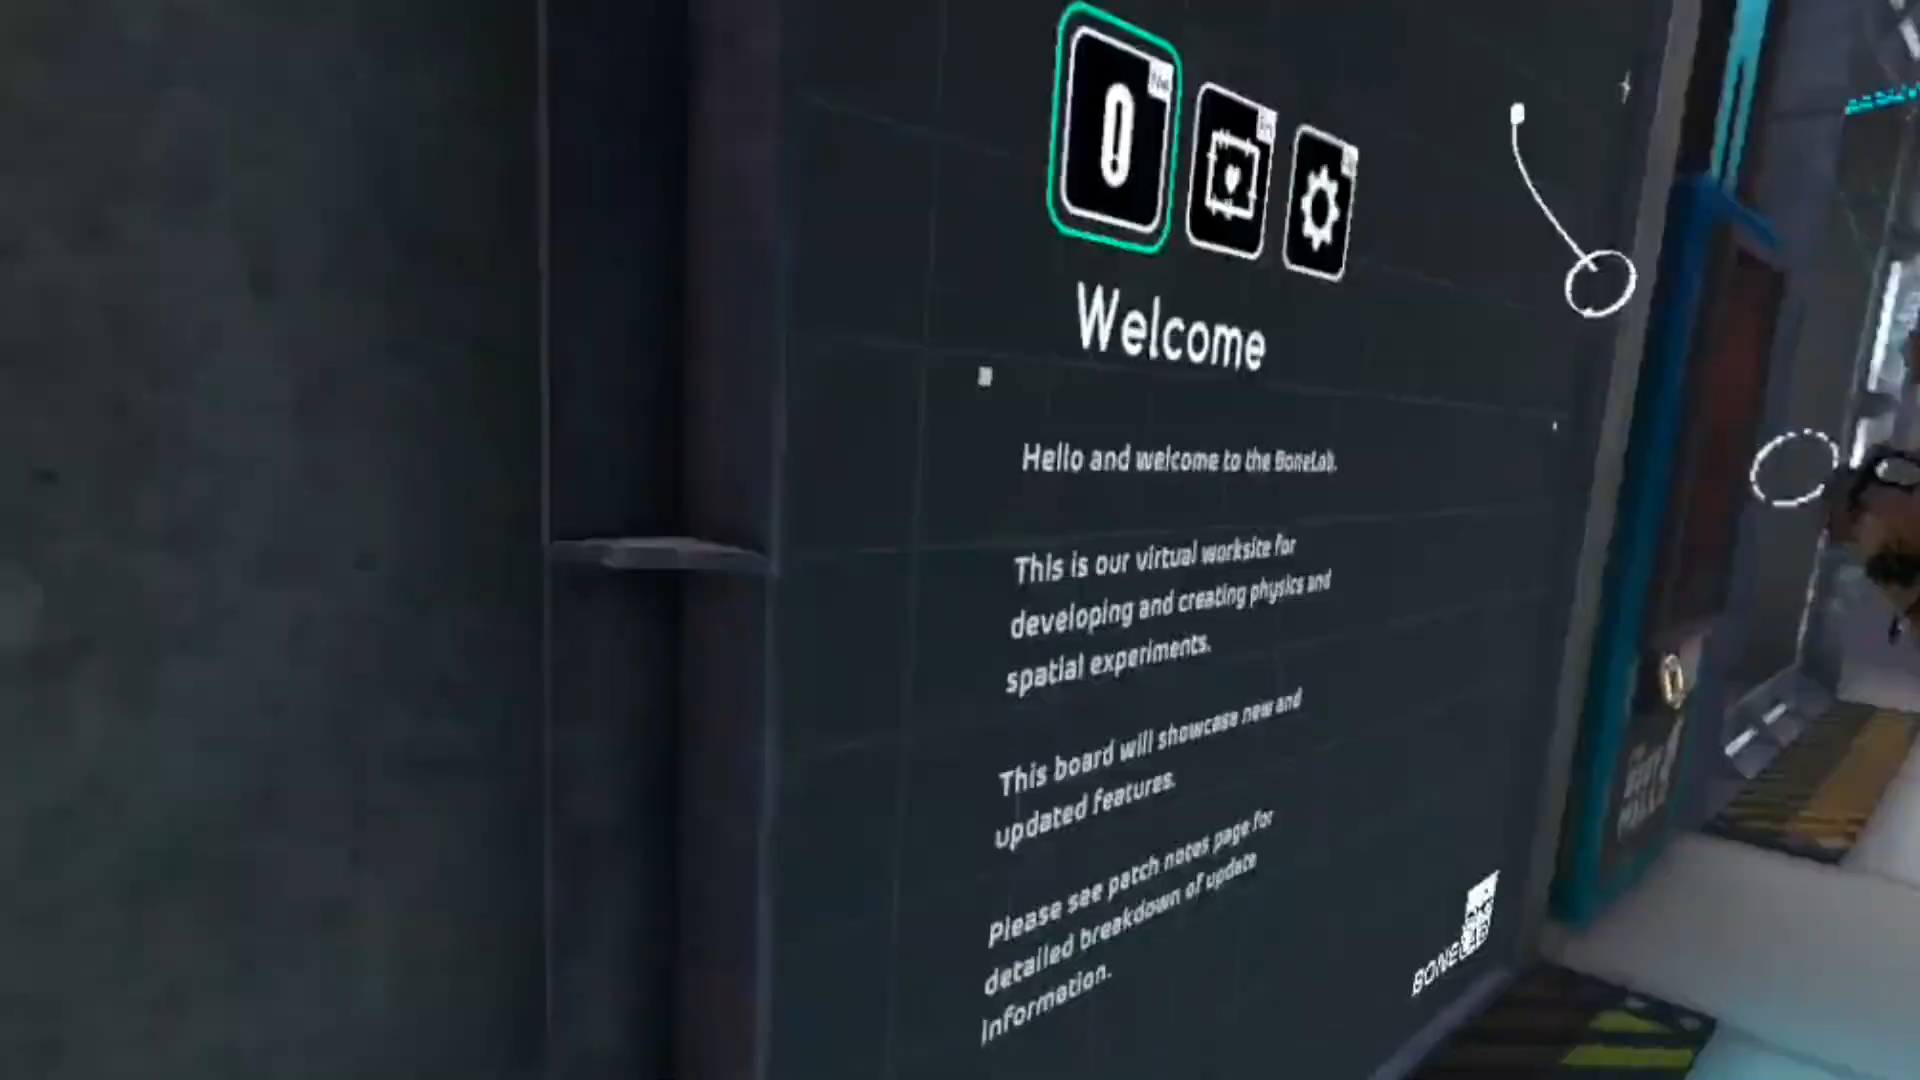 Welcome
Hello and welcome to the BoneLab.
This is our virtual worksite for
developing and creating physics and
spatial experiments.
This board will showcase new and
updated features.
Please see patch notes page for
detailed breakdown of update
information.